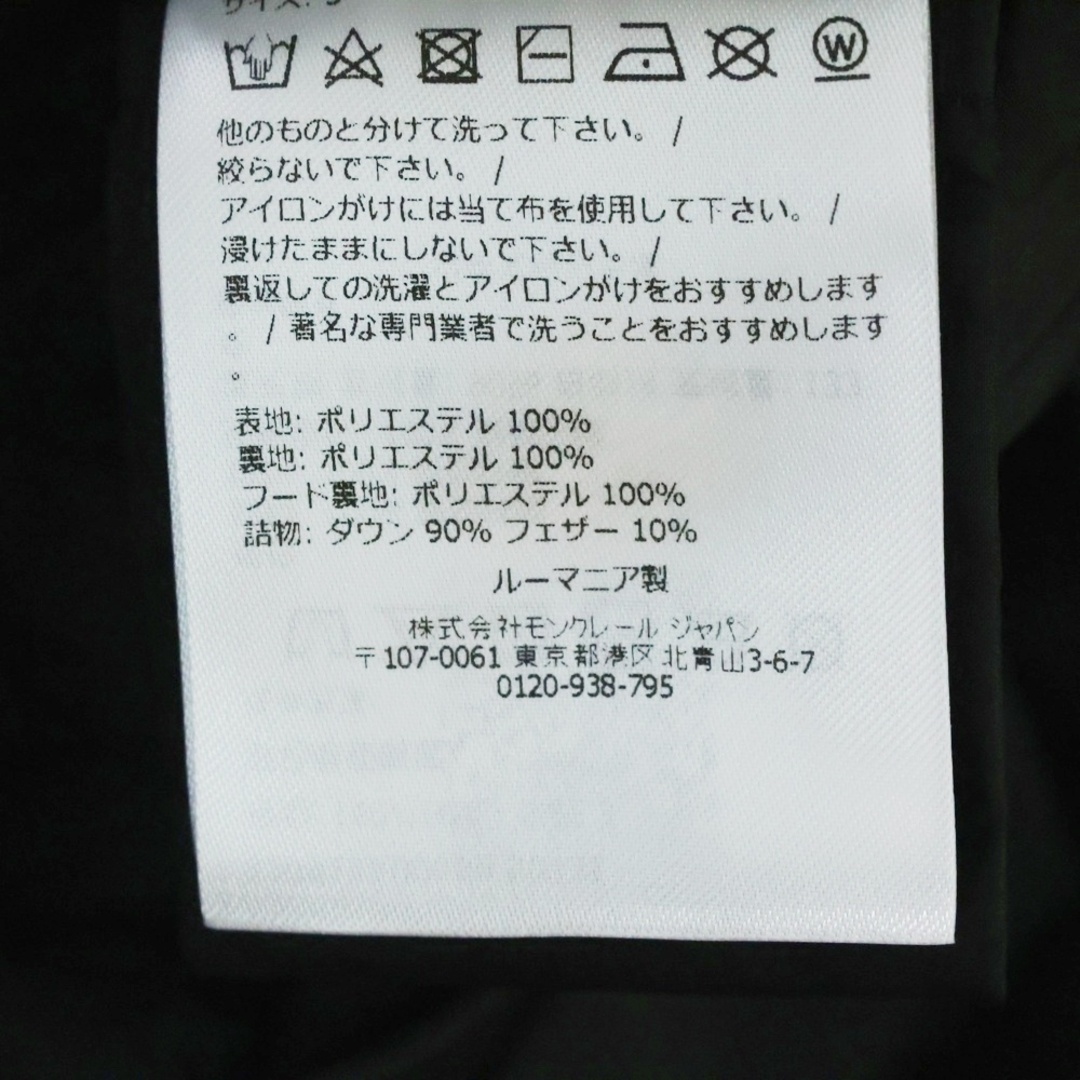 他のものと分けて洗って下さい。 /
絞らないで下さい。 /
アイロンがけには当て布を使用して下さい。 /
浸けたままにしないで下さい。 /
裏返しての洗濯とアイロンがけをおすすめします
。 / 著名な専門業者で洗うことをおすすめします
。
表地: ポリエステル 100%
裏地: ポリエステル 100%
フード裏地: ポリエステル 100%
詰物: ダウン 90% フェザー 10%
ルーマニア製
株式会社モンクレール ジャパン
〒107-0061 東京都港区北青山3-6-7
0120-938-795